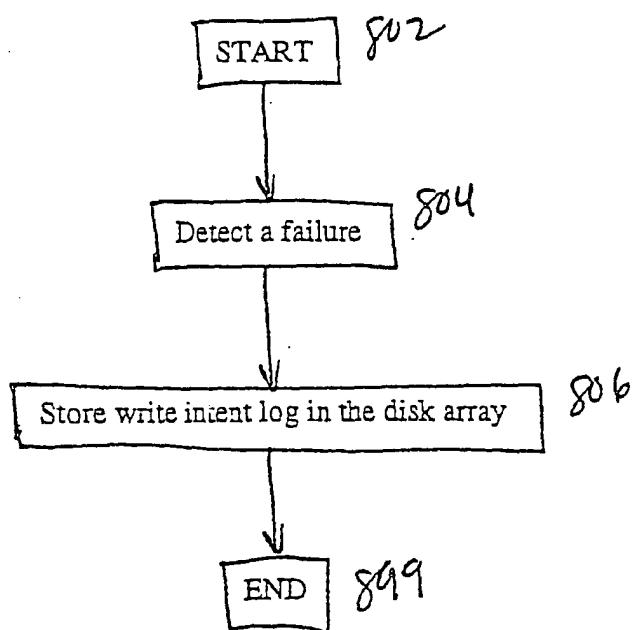 START 802
Detect a failure 804
Store write intent log in the disk array 806
END 899